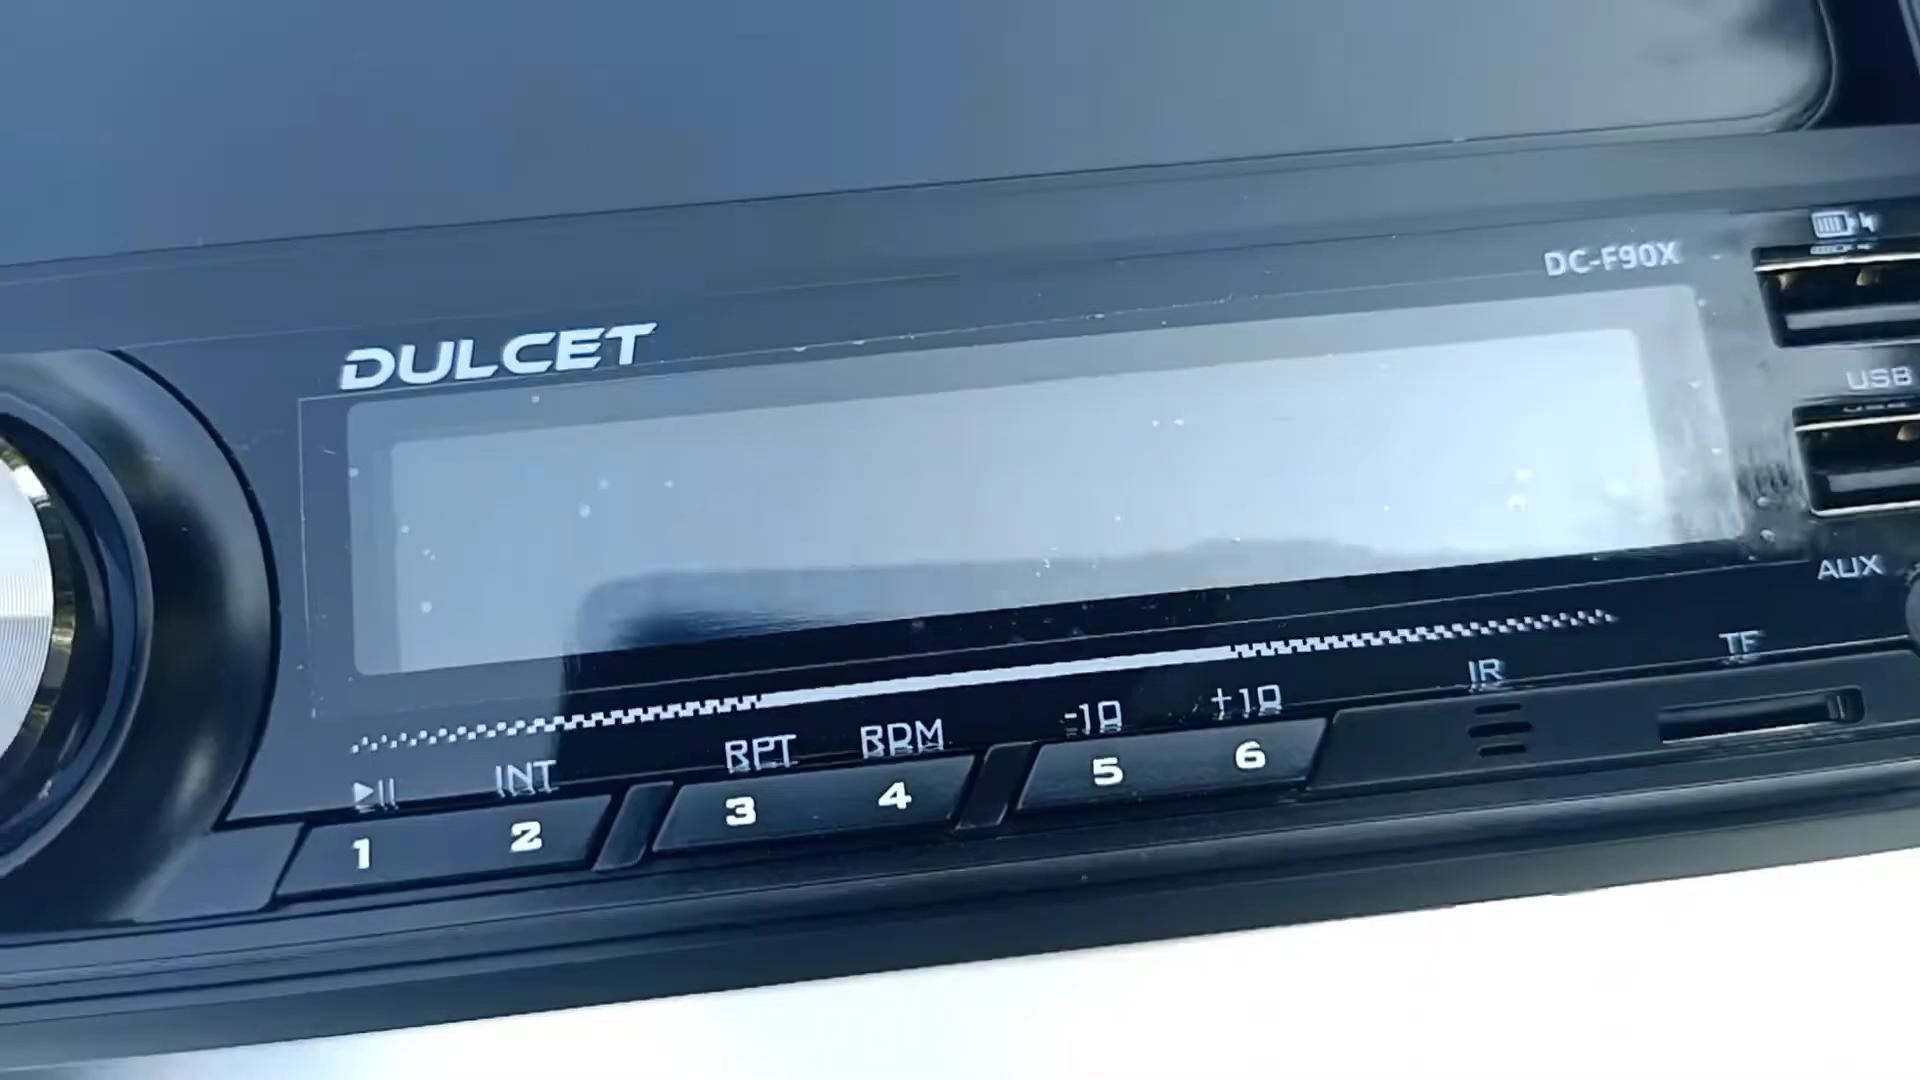 DC-F90X
DULCET
USB
AUX
INT RPT RDM -10 +10 IR TF
1 2 3 4 5 6